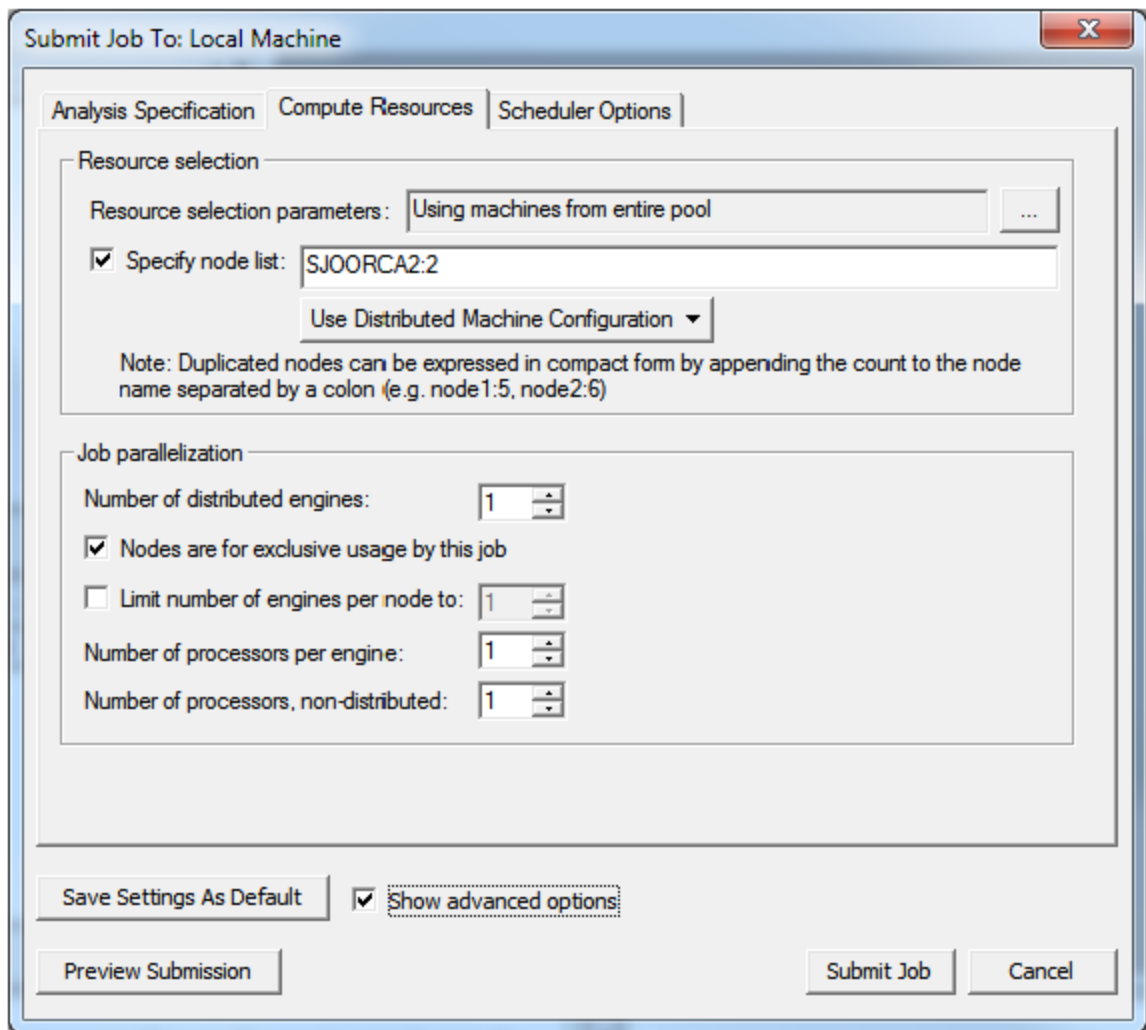 Submit Job To: Local Machine
Analysis Specification Compute Resources Scheduler Options
Resource selection
Resource selection parameters: Using machines from entire pool ...
Specify node list: SJOORCA2:2
Use Distributed Machine Configuration
Note: Duplicated nodes can be expressed in compact form by appending the count to the node
name separated by a colon (e.g. node1:5, node2:6)
Job parallelization
Number of distributed engines: 1
Nodes are for exclusive usage by this job
Limit number of engines per node to: 1
Number of processors per engine: 1
Number of processors, non-distributed: 1
Save Settings As Default Show advanced options
Preview Submission Submit Job Cancel